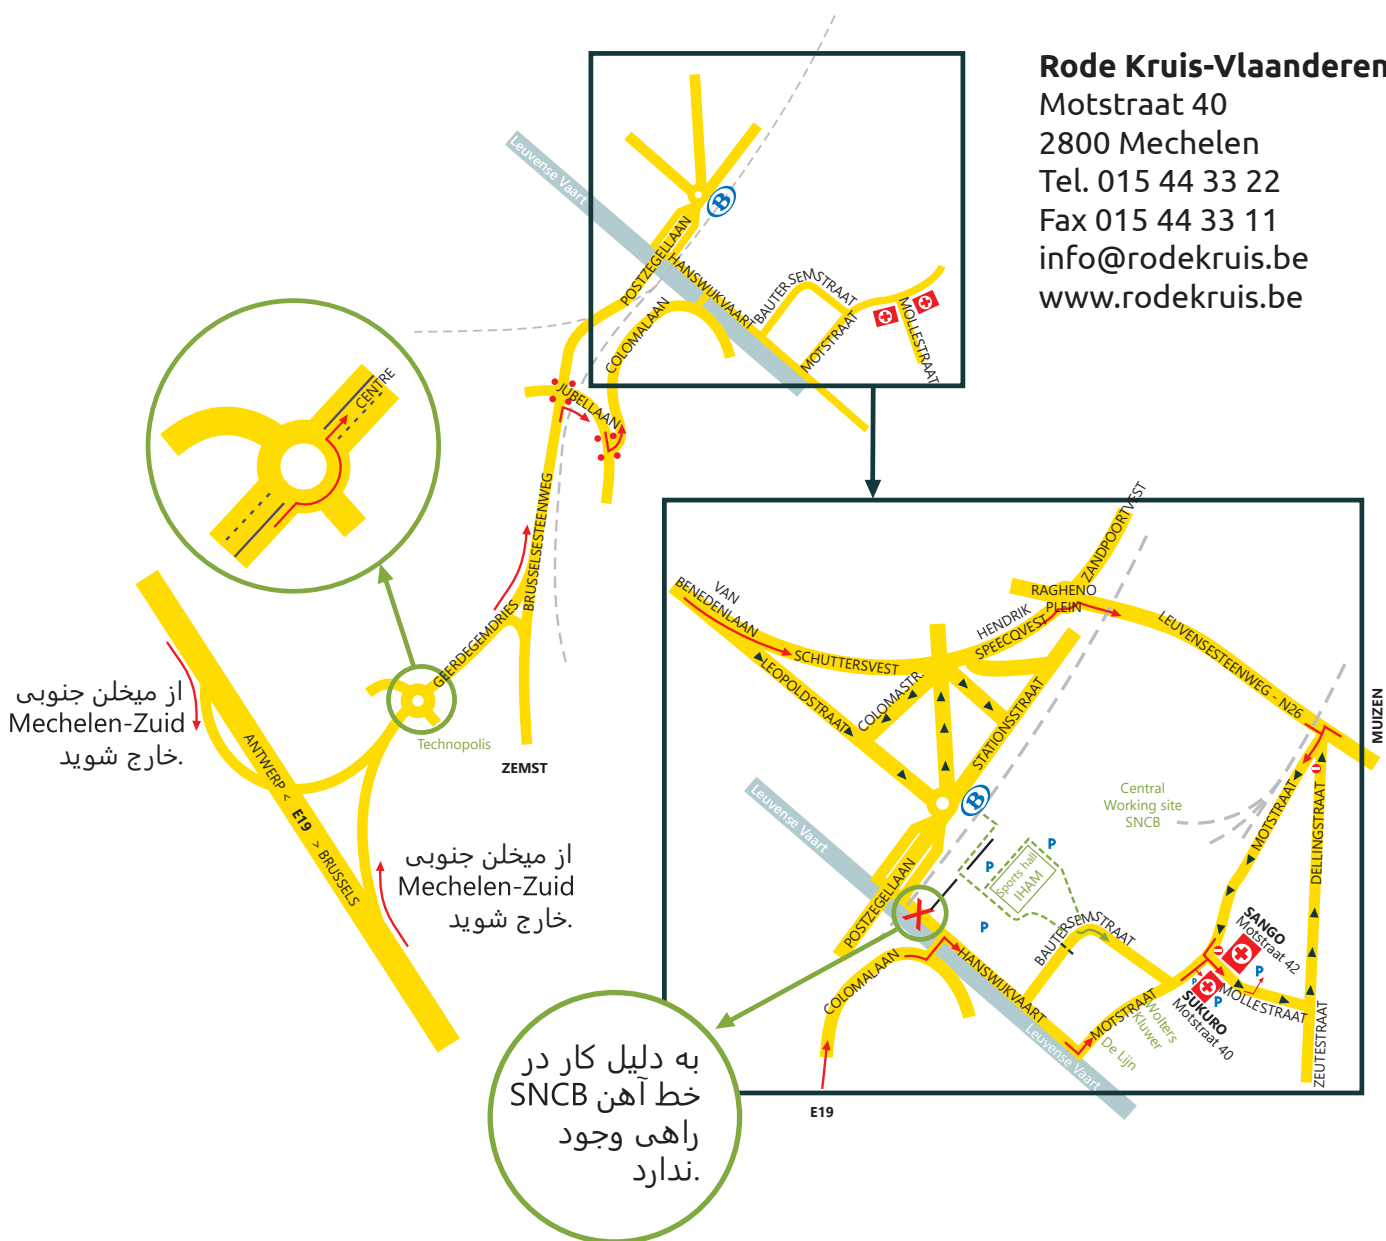 Rode Kruis-Vlaanderen
Motstraat 40
2800 Mechelen
Tel. 015 44 33 22
Fax 015 44 33 11
info@rodekruis.be
www.rodekruis.be
Leuvense Vaart
B
POSTZEGELLAAN
HANSWIJKVAART
BAUTERSEMSTRAAT
COLOMALAAN
MOTSTRAAT
MOLLESTRAAT
JUBELLAAN
CENTRE
BRUSSELSESTEENWEG
GEERDEGEMDRIES
Technopolis
ZEMST
از میخلن جنوبی
Mechelen-Zuid
خارج شوید.
ANTWERP < E19 > BRUSSELS
از میخلن جنوبی
Mechelen-Zuid
خارج شوید.
ZANDPOORTVEST
VAN
BENEDENLAAN
RAGHENO
PLEIN
HENDRIK
SPEECQVEST
SCHUTTERSVEST
LEUVENSESTEENWEG - N26
MUIZEN
LEOPOLDSTRAAT
COLOMASTR.
STATIONSSTRAAT
B
Leuvense Vaart
Central
Working site
SNCB
MOTSTRAAT
DELLINGSTRAAT
P
P
P
Sports hall
IHAM
POSTZEGELLAAN
BAUTERSEMSTRAAT
COLOMALAAN
HANSWIJKVAART
SANGO
Motstraat 42
P
P
P
SUKURO
Motstraat 40
MOLLESTRAAT
ZEUTESTRAAT
MOTSTRAAT
Wolters
Kluwer
De Lijn
Leuvense Vaart
E19
به دلیل کار در
خط آهن SNCB
راهی وجود
ندارد.